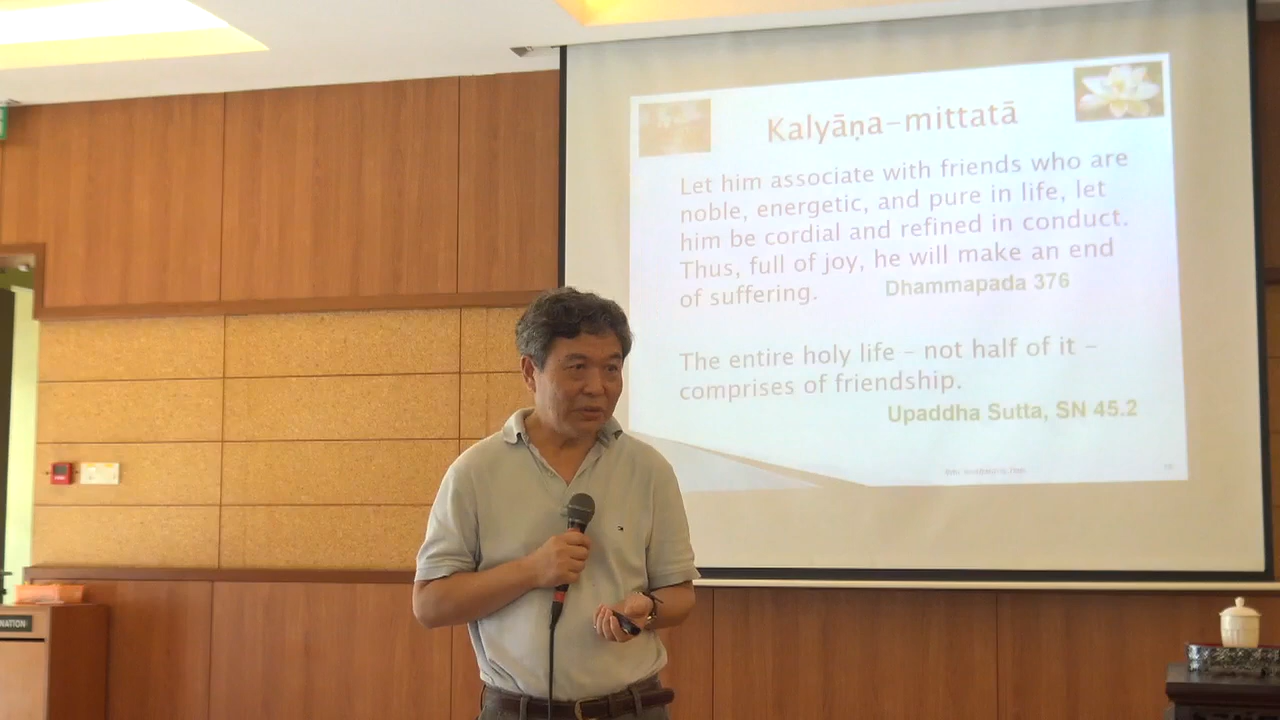 Kalyāṇa-mittatā
Let him associate with friends who are
noble, energetic, and pure in life, let
him be cordial and refined in conduct.
Thus, full of joy, he will make an end
of suffering. Dhammapada 376
The entire holy life – not half of it –
comprises of friendship.
Upaddha Sutta, SN 45.2
NATION